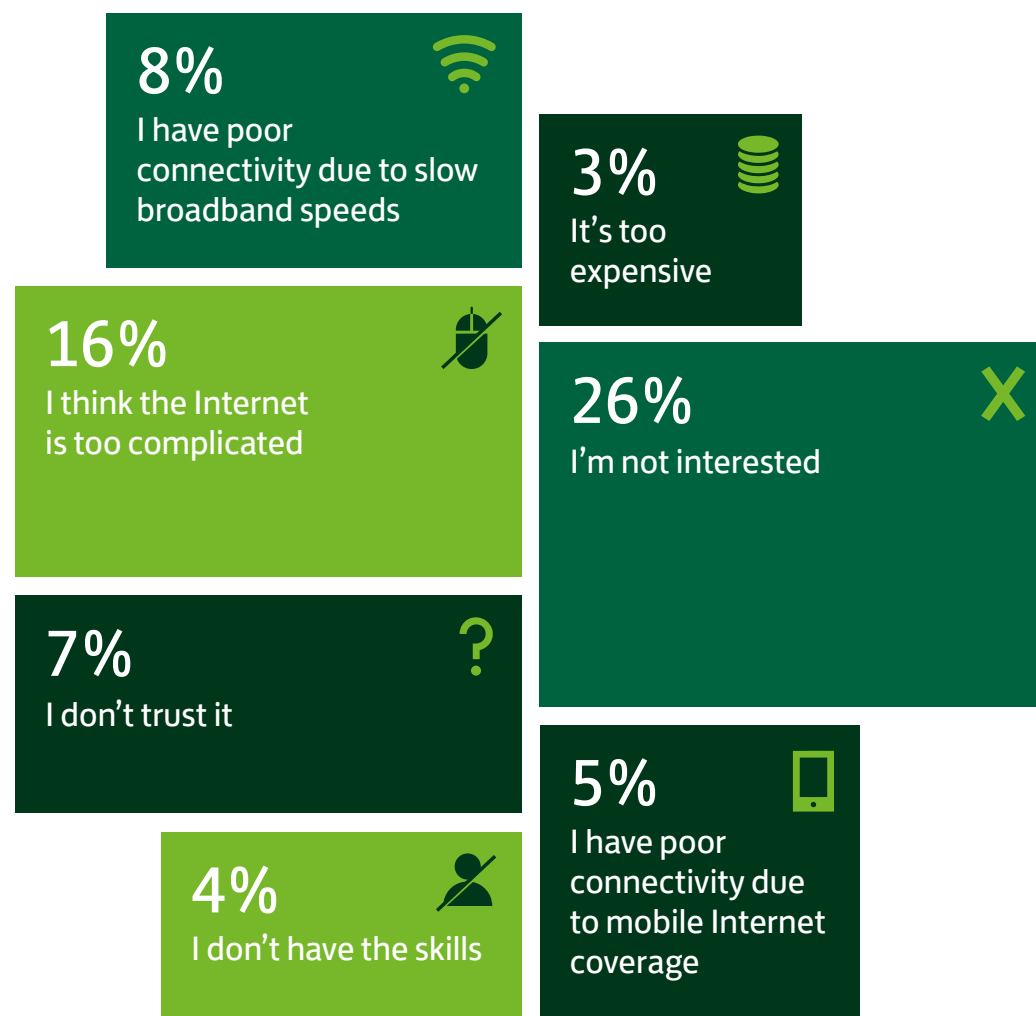 8%
I have poor
connectivity due to slow
broadband speeds
3%
It's too
expensive
16%
I think the Internet
is too complicated
26%
I'm not interested
7%
I don't trust it
5%
I have poor
connectivity due
to mobile Internet
coverage
4%
I don't have the skills